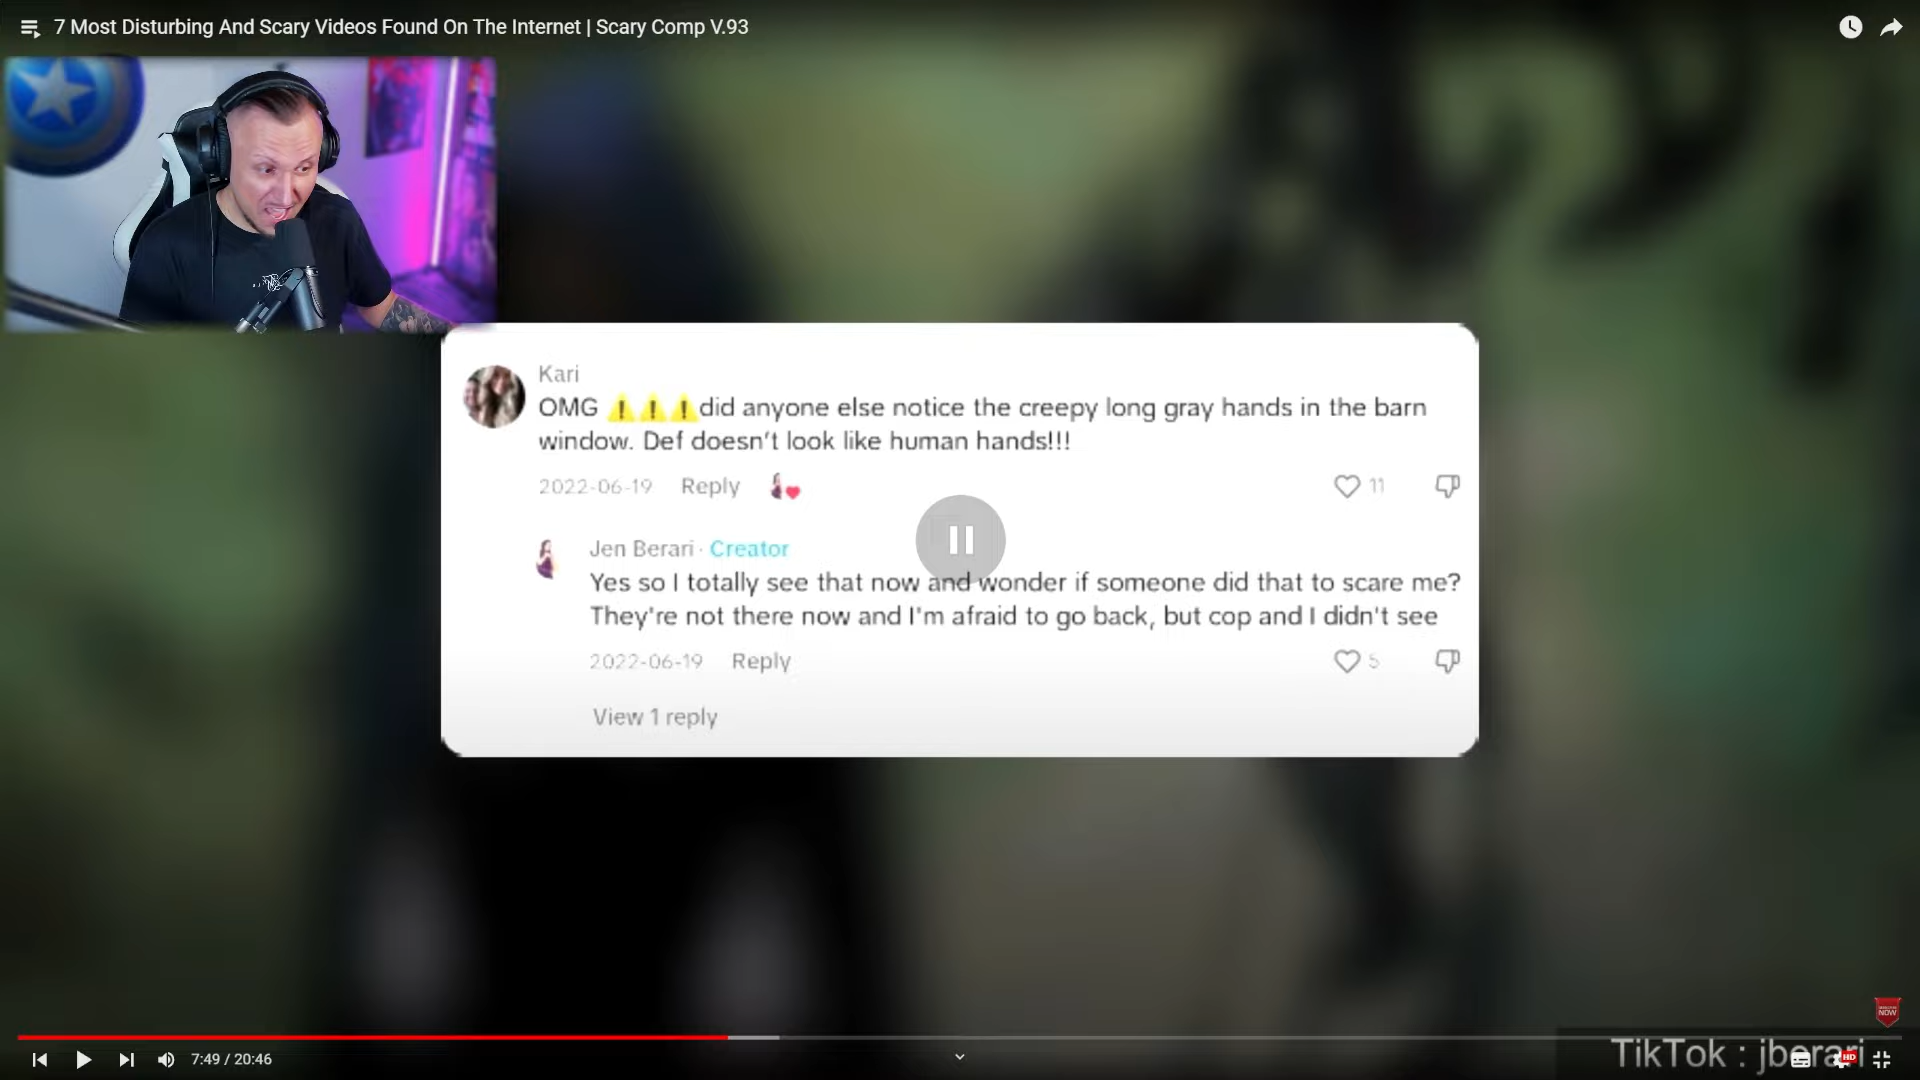 7 Most Disturbing And Scary Videos Found On The Internet | Scary Comp V.93
Kari
OMG ⚠️⚠️⚠️did anyone else notice the creepy long gray hands in the barn
window. Def doesn't look like human hands!!!
2022-06-19 Reply 11
Jen Berari · Creator
Yes so I totally see that now and wonder if someone did that to scare me?
They're not there now and I'm afraid to go back, but cop and I didn't see
2022-06-19 Reply 5
View 1 reply
NOW
7:49 / 20:46
TikTok : jberari
HD